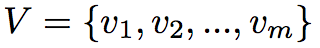 V = {v₁, v₂, ..., vₘ}